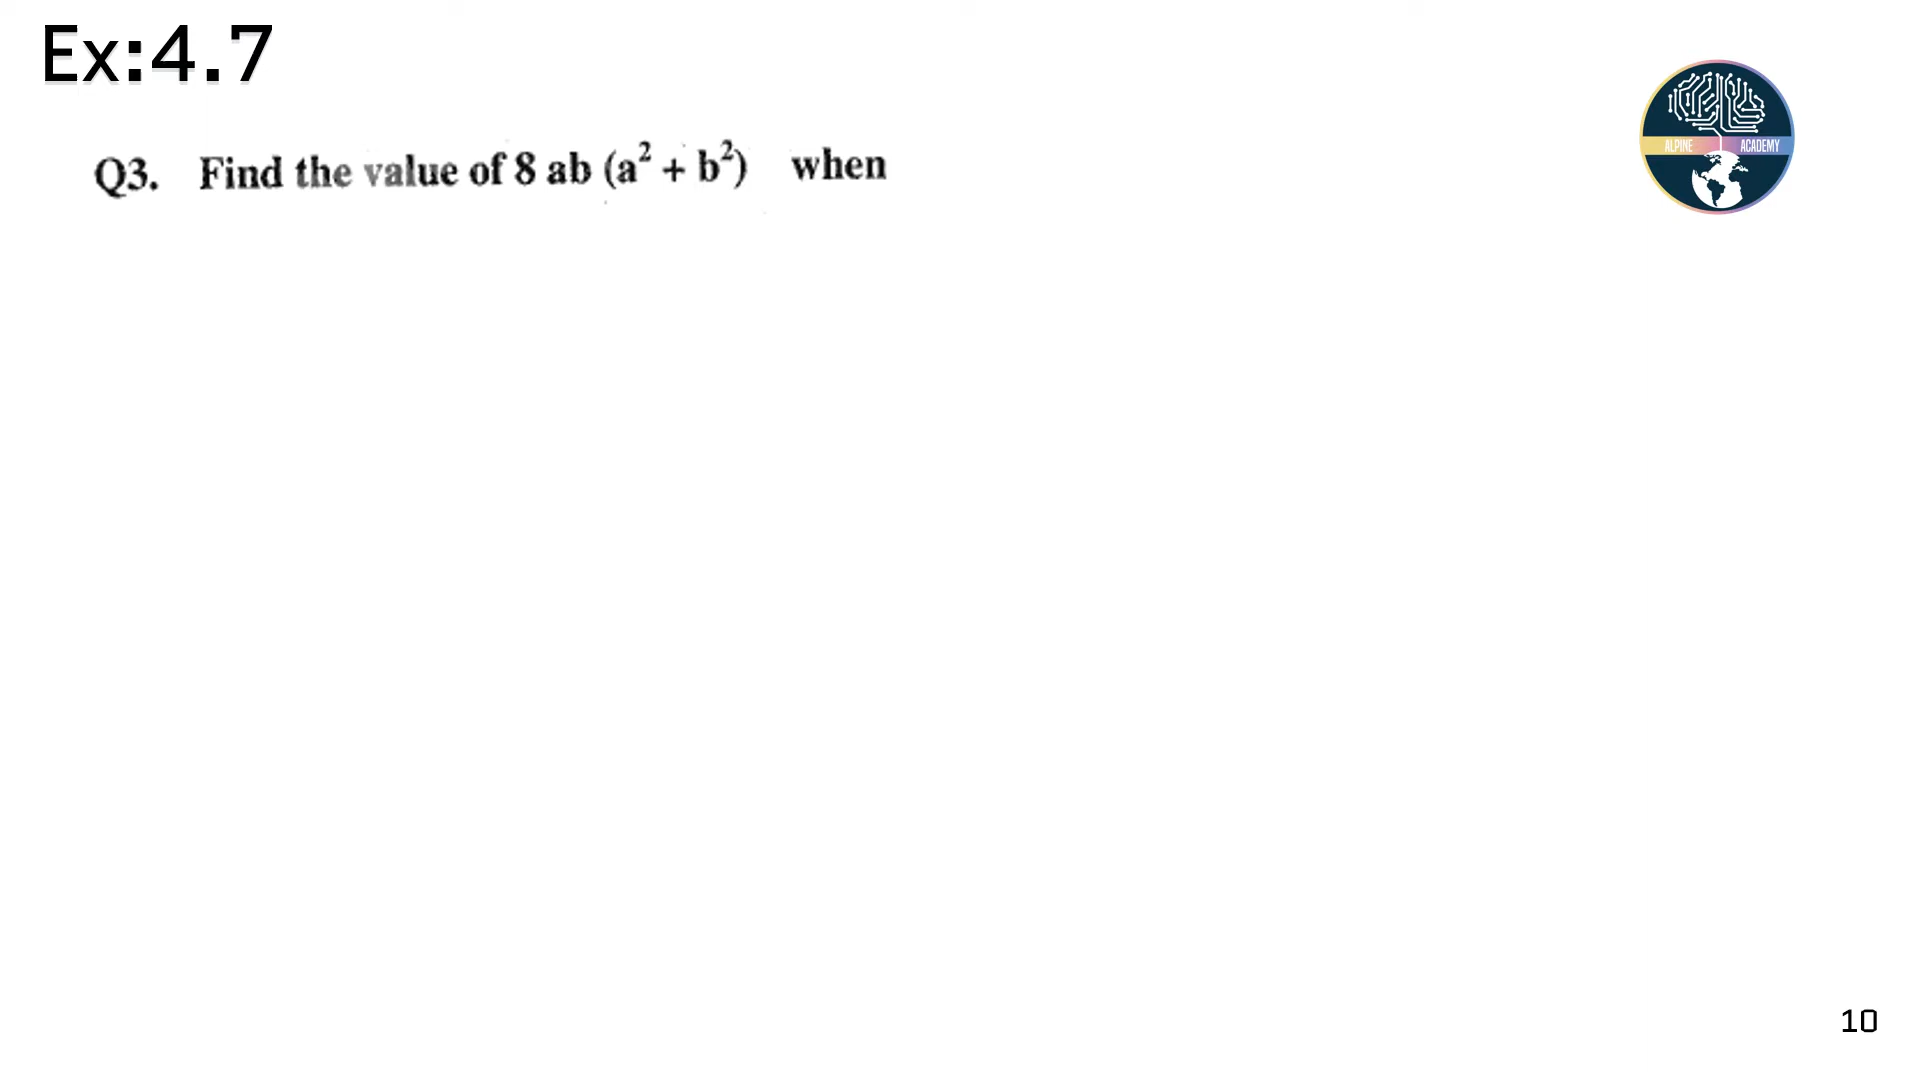 Ex:4.7
Q3. Find the value of 8 ab (a² + b²) when
ALPINE ACADEMY
10